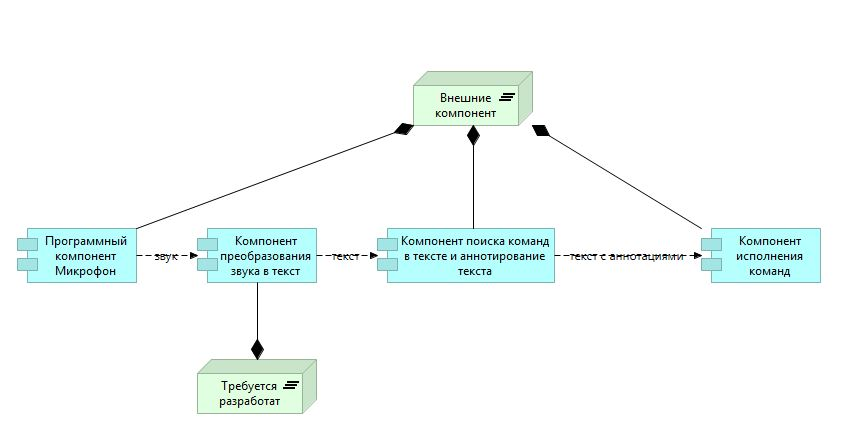 Внешние
компонент
Программный
компонент
Микрофон
звук
Компонент
преобразования
звука в текст
текст
Компонент поиска команд
в тексте и аннотирование
текста
текст с аннотациями
Компонент
исполнения
команд
Требуется
разработат